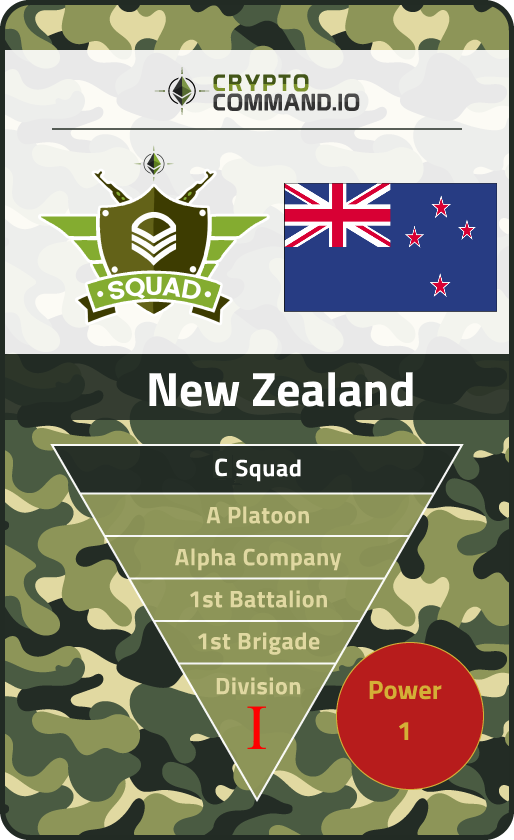 CRYPTO
COMMAND.IO
SQUAD
New Zealand
C Squad
A Platoon
Alpha Company
1st Battalion
1st Brigade
Division
I
Power
1